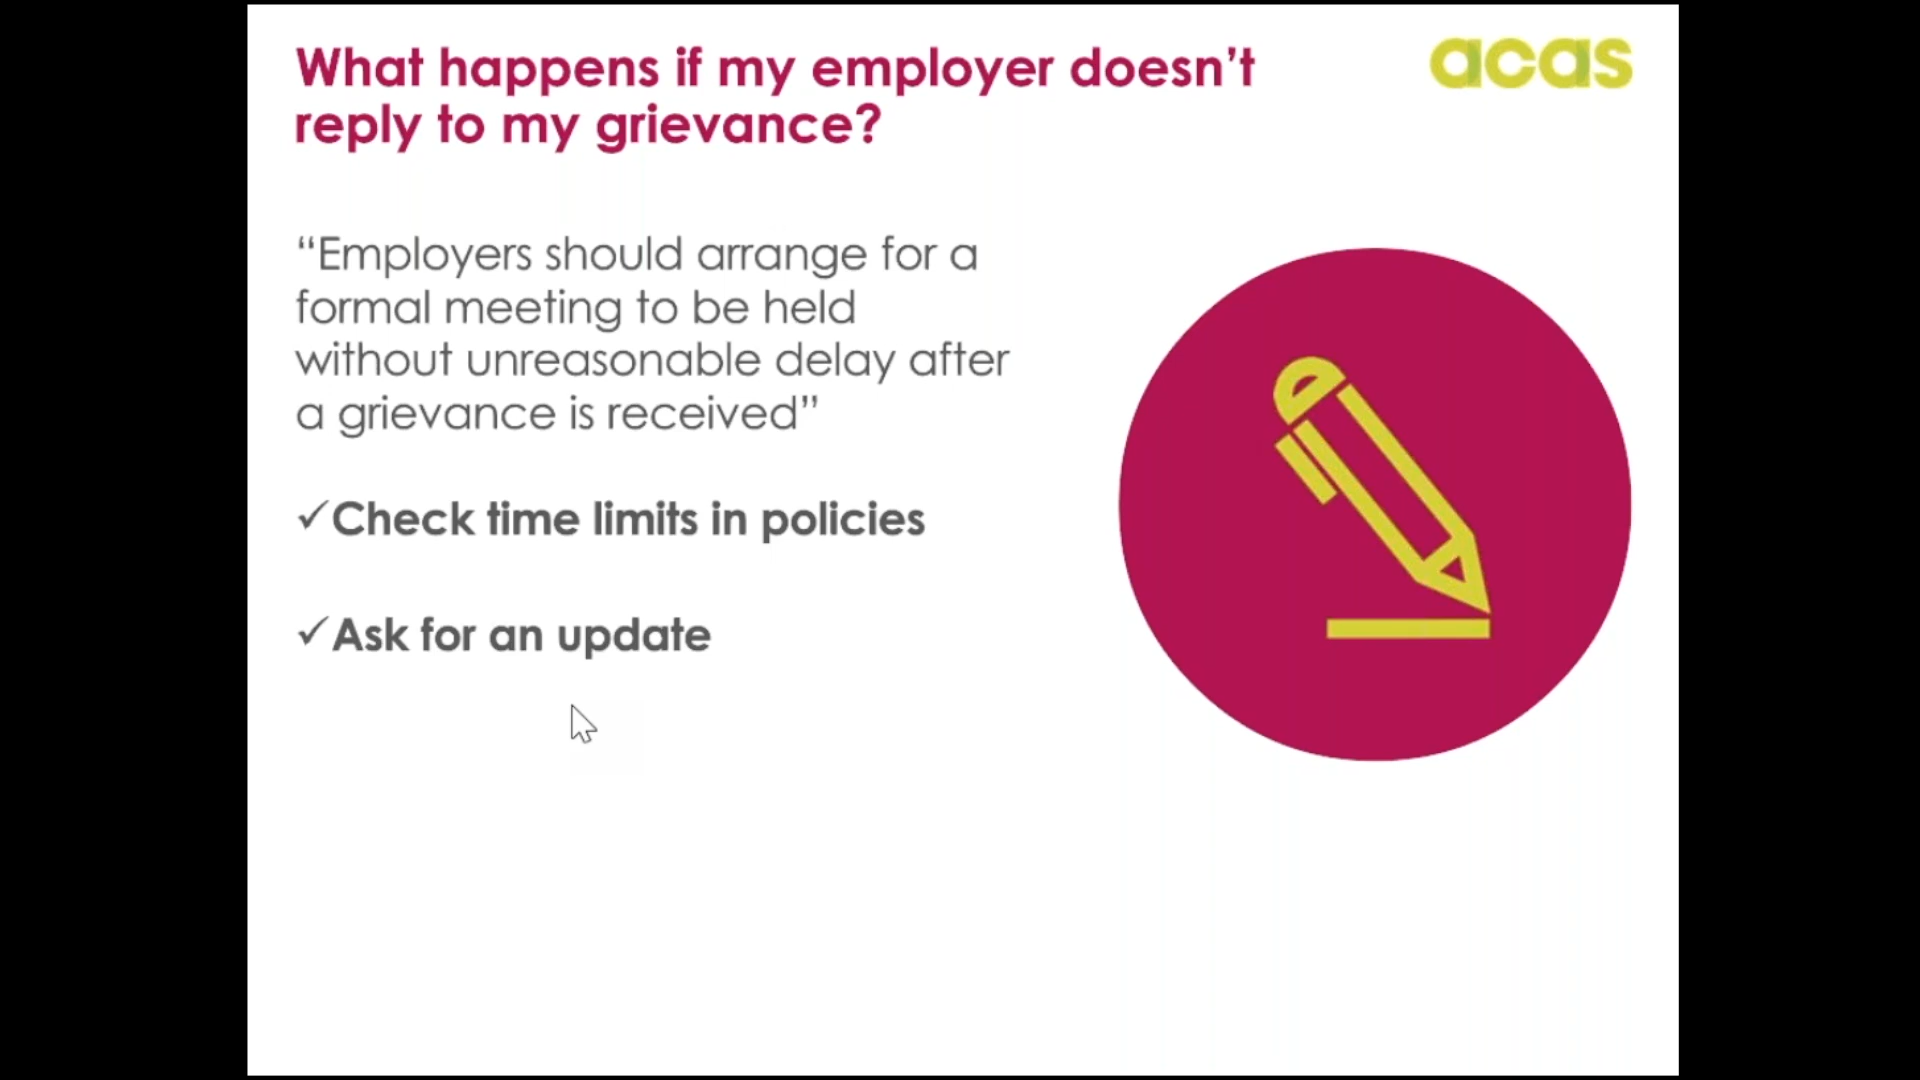 What happens if my employer doesn’t
reply to my grievance?
acas
“Employers should arrange for a
formal meeting to be held
without unreasonable delay after
a grievance is received”
✓Check time limits in policies
✓Ask for an update